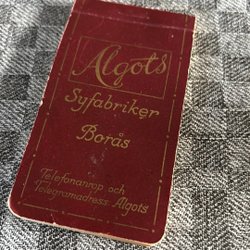 Algots
Syfabriker
Borås
Telefonanrop och
Telegramadress: Algots